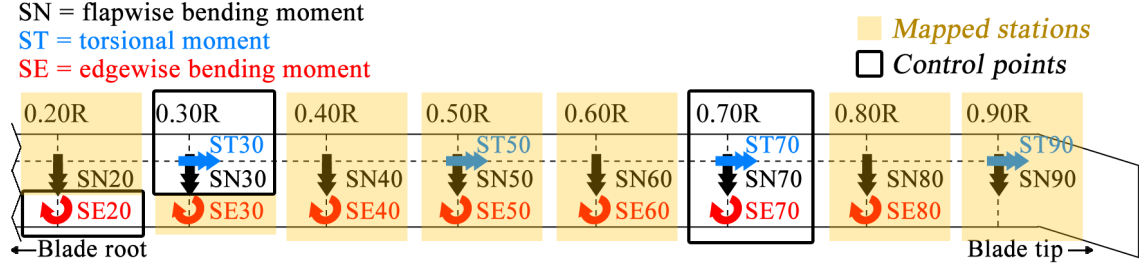 SN = flapwise bending moment
ST = torsional moment
SE = edgewise bending moment
Mapped stations
Control points
0.20R 0.30R 0.40R 0.50R 0.60R 0.70R 0.80R 0.90R
ST30 ST50 ST70 ST90
SN20 SN30 SN40 SN50 SN60 SN70 SN80 SN90
SE20 SE30 SE40 SE50 SE60 SE70 SE80
Blade root Blade tip